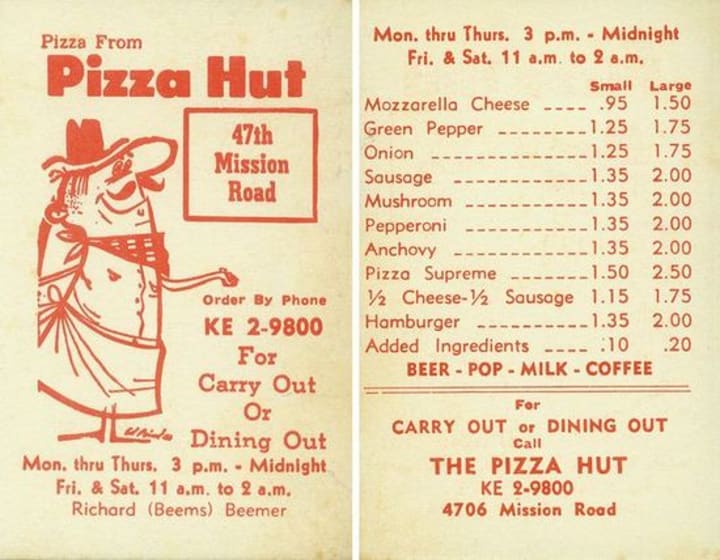 Pizza From
Pizza Hut
47th
Mission
Road
Order By Phone
KE 2-9800
For
Carry Out
Or
Dining Out
Mon. thru Thurs. 3 p.m. - Midnight
Fri. & Sat. 11 a.m. to 2 a.m.
Richard (Beems) Beemer
Mon. thru Thurs. 3 p.m. - Midnight
Fri. & Sat. 11 a.m. to 2 a.m.
Small Large
Mozzarella Cheese ---- .95 1.50
Green Pepper --------- 1.25 1.75
Onion --------------- 1.25 1.75
Sausage ------------- 1.35 2.00
Mushroom ----------- 1.35 2.00
Pepperoni ------------ 1.35 2.00
Anchovy ------------- 1.35 2.00
Pizza Supreme -------- 1.50 2.50
½ Cheese-½ Sausage 1.15 1.75
Hamburger ----------- 1.35 2.00
Added Ingredients ---- .10 .20
BEER - POP - MILK - COFFEE
For
CARRY OUT or DINING OUT
Call
THE PIZZA HUT
KE 2-9800
4706 Mission Road